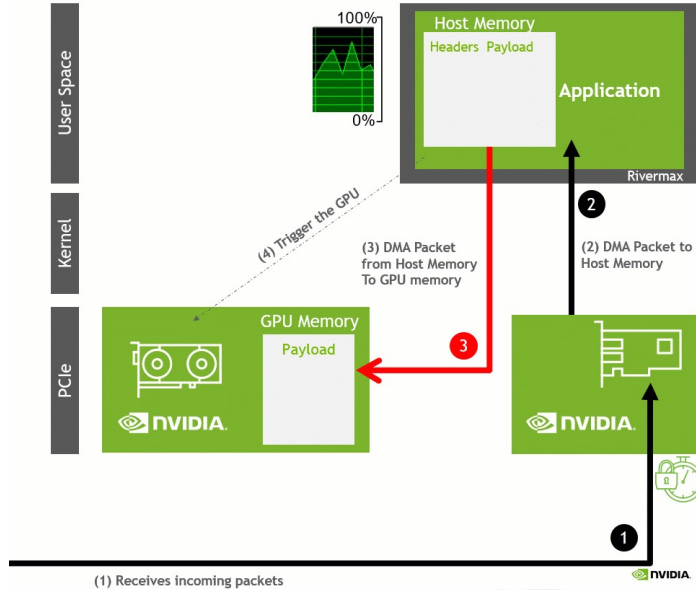 100%
0%
Host Memory
Headers Payload
Application
Rivermax
User Space
Kernel
PCIe
2
(4) Trigger the GPU
(3) DMA Packet
from Host Memory
To GPU memory
(2) DMA Packet to
Host Memory
GPU Memory
Payload
3
NVIDIA.
NVIDIA.
1
(1) Receives incoming packets
NVIDIA.